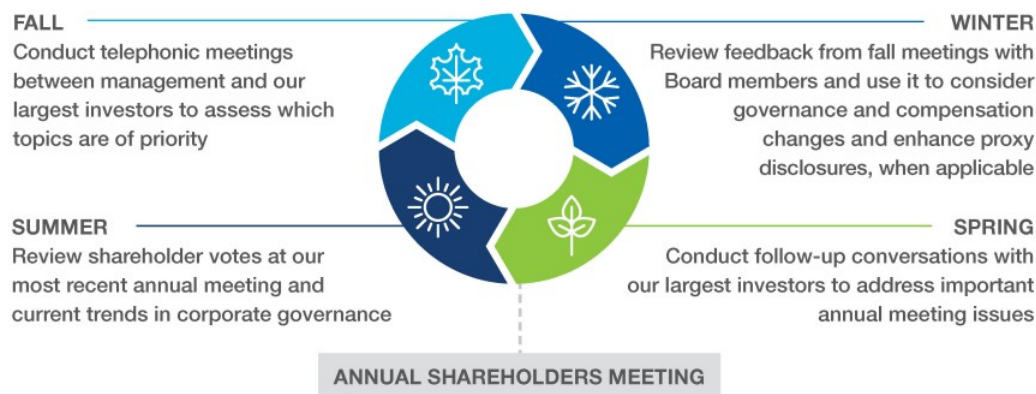 FALL
Conduct telephonic meetings
between management and our
largest investors to assess which
topics are of priority
WINTER
Review feedback from fall meetings with
Board members and use it to consider
governance and compensation
changes and enhance proxy
disclosures, when applicable
SUMMER
Review shareholder votes at our
most recent annual meeting and
current trends in corporate governance
SPRING
Conduct follow-up conversations with
our largest investors to address important
annual meeting issues
ANNUAL SHAREHOLDERS MEETING